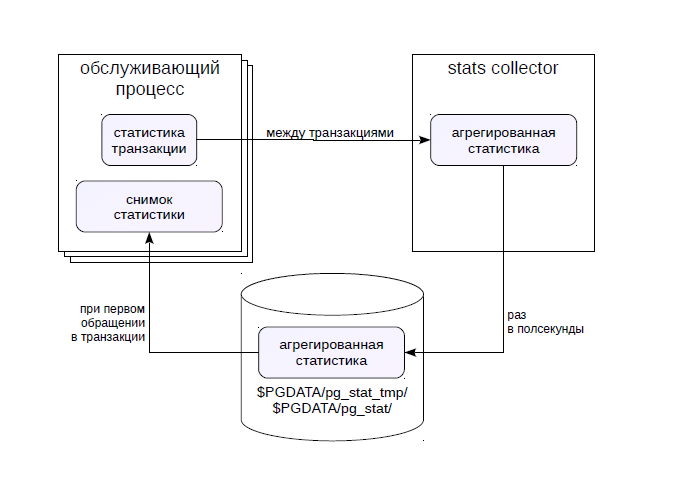 обслуживающий
процесс
stats collector
статистика
транзакции
между транзакциями
агрегированная
статистика
снимок
статистики
при первом
обращении
в транзакции
раз
в полсекунды
агрегированная
статистика
$PGDATA/pg_stat_tmp/
$PGDATA/pg_stat/